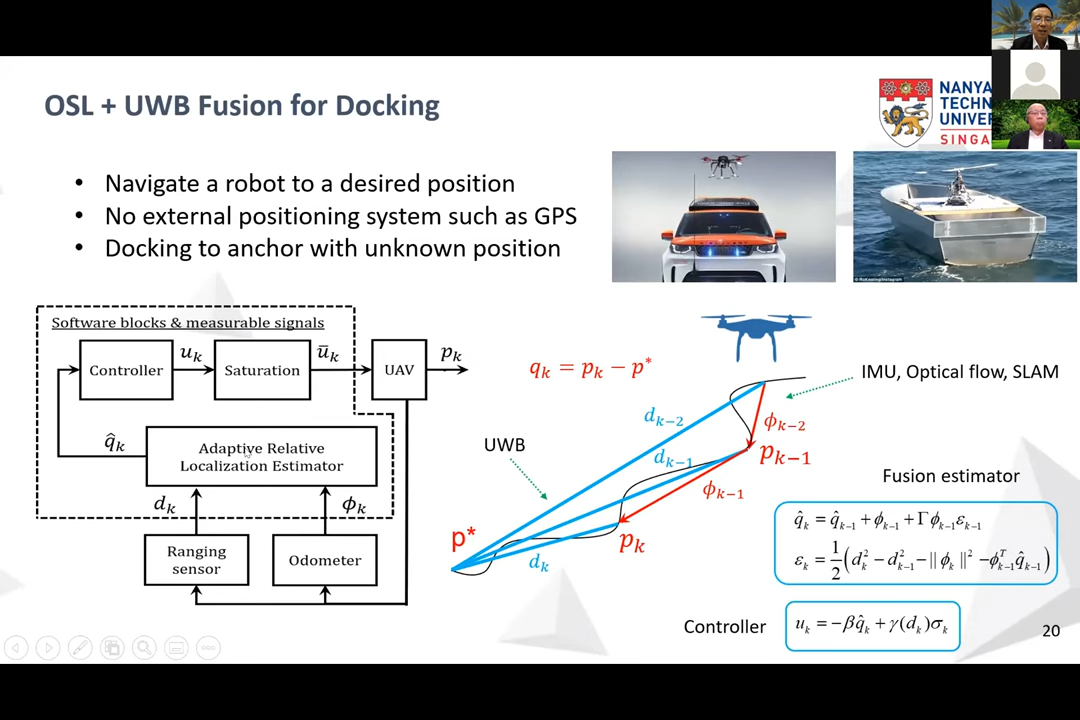 OSL + UWB Fusion for Docking
NANYA
TECHN
UNIVER
SINGA
• Navigate a robot to a desired position
• No external positioning system such as GPS
• Docking to anchor with unknown position
Software blocks & measurable signals
Controller
u_k
Saturation
ū_k
UAV
p_k
q̂_k
Adaptive Relative
Localization Estimator
d_k
ϕ_k
Ranging
sensor
Odometer
q_k = p_k − p*
IMU, Optical flow, SLAM
d_{k−2}
ϕ_{k−2}
UWB
d_{k−1}
p_{k−1}
ϕ_{k−1}
p*
p_k
d_k
Fusion estimator
q̂_k = q̂_{k−1} + ϕ_{k−1} + Γϕ_{k−1}ε_{k−1}
ε_k = 1/2 (d_k^2 − d_{k−1}^2 − || ϕ_k ||^2 − ϕ_{k−1}^T q̂_{k−1})
Controller
u_k = −βq̂_k + γ(d_k)σ_k
20